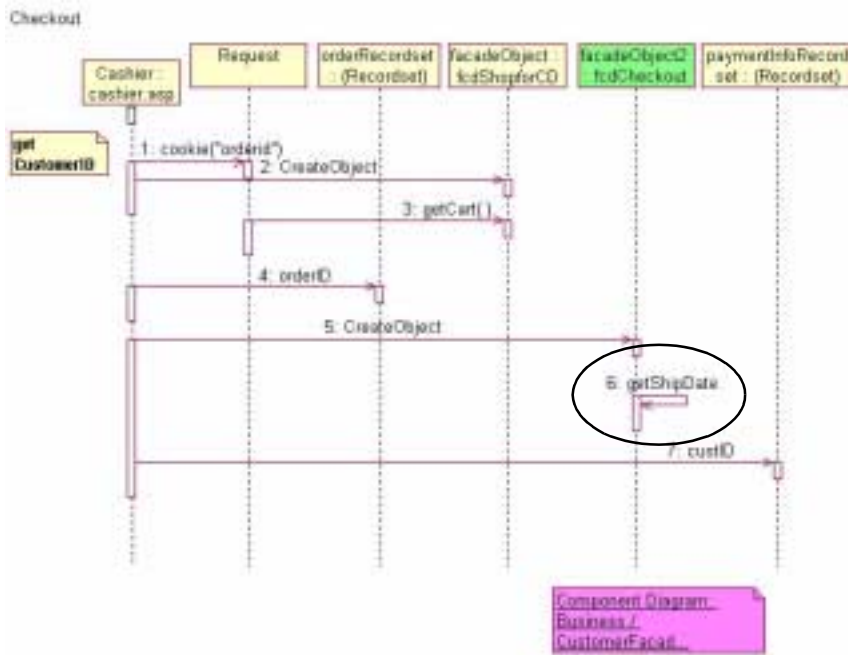 Checkout
Cashier :
cashier.asp
Request
orderRecordset
: (Recordset)
facadeObject :
fcdShopforCD
facadeObject2
: fcdCheckout
paymentInfoRecord
set : (Recordset)
get
CustomerID
1: cookie("orderid")
2: CreateObject
3: getCart( )
4: orderID
5: CreateObject
6: getShipDate
7: custID
Component Diagram...
Business /
CustomerFacad...